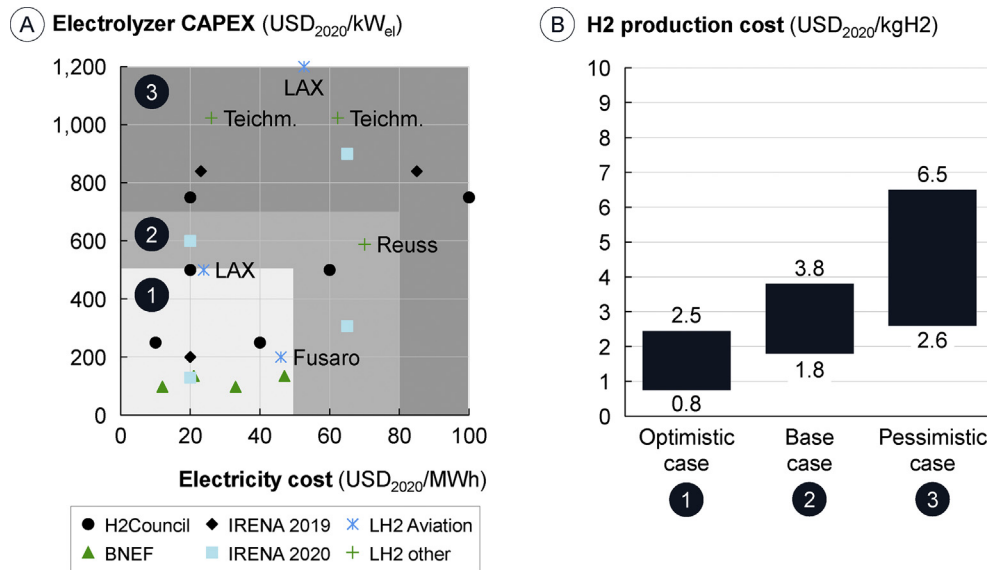 A Electrolyzer CAPEX (USD2020/kWel)
1,200
1,000
800
600
400
200
0
3
2
1
LAX
Teichm. Teichm.
Reuss
LAX
Fusaro
0 20 40 60 80 100
Electricity cost (USD2020/MWh)
H2Council IRENA 2019 LH2 Aviation
BNEF IRENA 2020 LH2 other
B H2 production cost (USD2020/kgH2)
10
9
8
7
6
5
4
3
2
1
0
2.5
0.8
3.8
1.8
6.5
2.6
Optimistic case 1
Base case 2
Pessimistic case 3